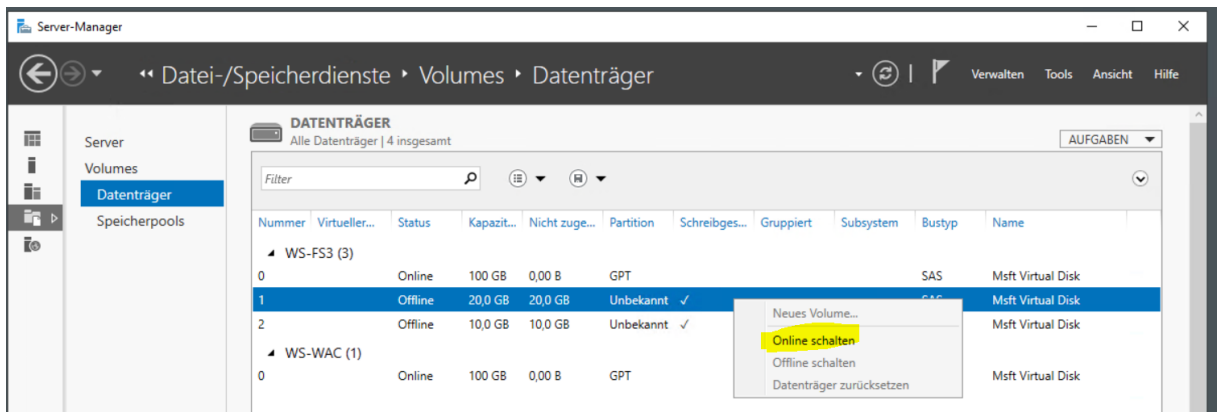 Server-Manager
Datei-/Speicherdienste ‣ Volumes ‣ Datenträger
Verwalten Tools Ansicht Hilfe
Server
Volumes
Datenträger
Speicherpools
DATENTRÄGER
Alle Datenträger | 4 insgesamt
AUFGABEN
Filter
Nummer Virtueller... Status Kapazit... Nicht zuge... Partition Schreibges... Gruppiert Subsystem Bustyp Name
WS-FS3 (3)
0 Online 100 GB 0,00 B GPT SAS Msft Virtual Disk
1 Offline 20,0 GB 20,0 GB Unbekannt ✓ SAS Msft Virtual Disk
2 Offline 10,0 GB 10,0 GB Unbekannt ✓ Msft Virtual Disk
WS-WAC (1)
0 Online 100 GB 0,00 B GPT Msft Virtual Disk
Neues Volume...
Online schalten
Offline schalten
Datenträger zurücksetzen